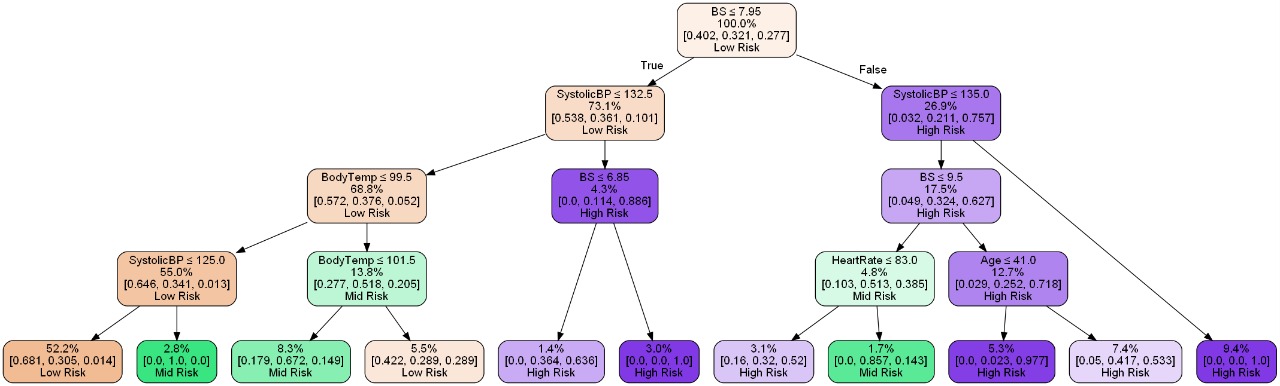 BS ≤ 7.95
100.0%
[0.402, 0.321, 0.277]
Low Risk
True
False
SystolicBP ≤ 132.5
73.1%
[0.538, 0.361, 0.101]
Low Risk
SystolicBP ≤ 135.0
26.9%
[0.032, 0.211, 0.757]
High Risk
BodyTemp ≤ 99.5
68.8%
[0.572, 0.376, 0.052]
Low Risk
BS ≤ 6.85
4.3%
[0.0, 0.114, 0.886]
High Risk
BS ≤ 9.5
17.5%
[0.049, 0.324, 0.627]
High Risk
SystolicBP ≤ 125.0
55.0%
[0.646, 0.341, 0.013]
Low Risk
BodyTemp ≤ 101.5
13.8%
[0.277, 0.518, 0.205]
Mid Risk
HeartRate ≤ 83.0
4.8%
[0.103, 0.513, 0.385]
Mid Risk
Age ≤ 41.0
12.7%
[0.029, 0.252, 0.718]
High Risk
52.2%
[0.681, 0.305, 0.014]
Low Risk
2.8%
[0.0, 1.0, 0.0]
Mid Risk
8.3%
[0.179, 0.672, 0.149]
Mid Risk
5.5%
[0.422, 0.289, 0.289]
Low Risk
1.4%
[0.0, 0.364, 0.636]
High Risk
3.0%
[0.0, 0.0, 1.0]
High Risk
3.1%
[0.16, 0.32, 0.52]
High Risk
1.7%
[0.0, 0.857, 0.143]
Mid Risk
5.3%
[0.0, 0.023, 0.977]
High Risk
7.4%
[0.05, 0.417, 0.533]
High Risk
9.4%
[0.0, 0.0, 1.0]
High Risk